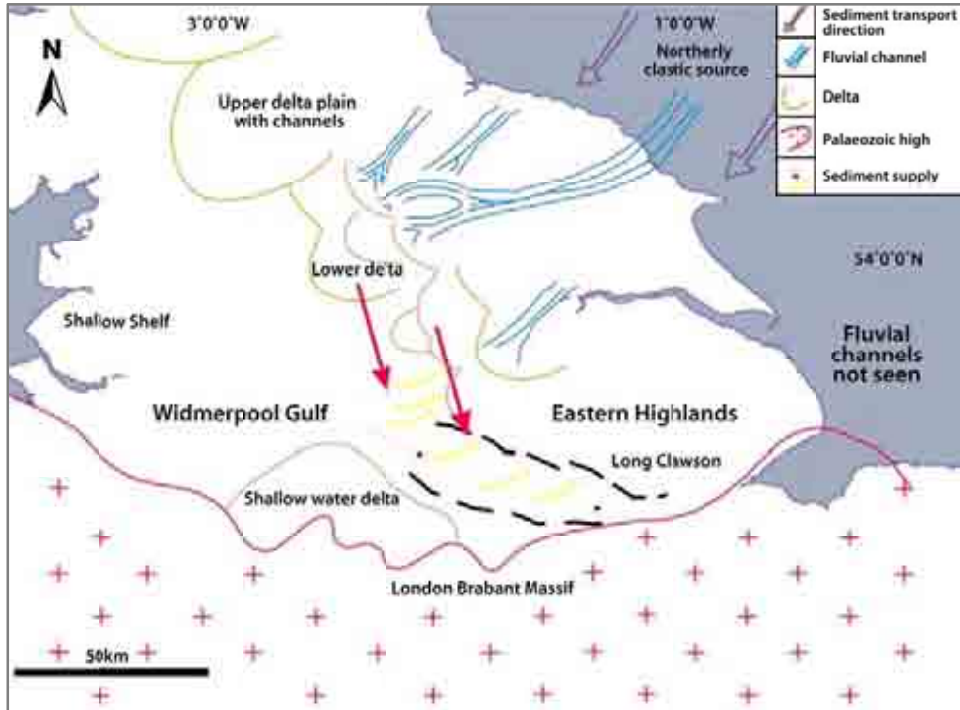 3°0'0"W
1°0'0"W
N
Northerly
clastic source
Sediment transport
direction
Fluvial channel
Delta
Palaeozoic high
Sediment supply
Upper delta plain
with channels
54°0'0"N
Lower delta
Shallow Shelf
Fluvial
channels
not seen
Widmerpool Gulf
Eastern Highlands
Long Clawson
Shallow water delta
London Brabant Massif
50km